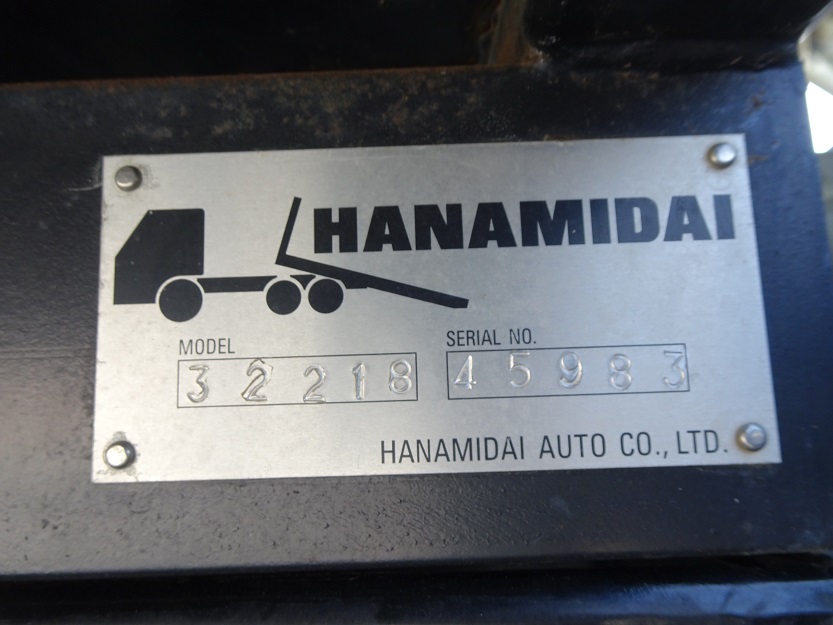 HANAMIDAI
MODEL
32218
SERIAL NO.
45983
HANAMIDAI AUTO CO., LTD.